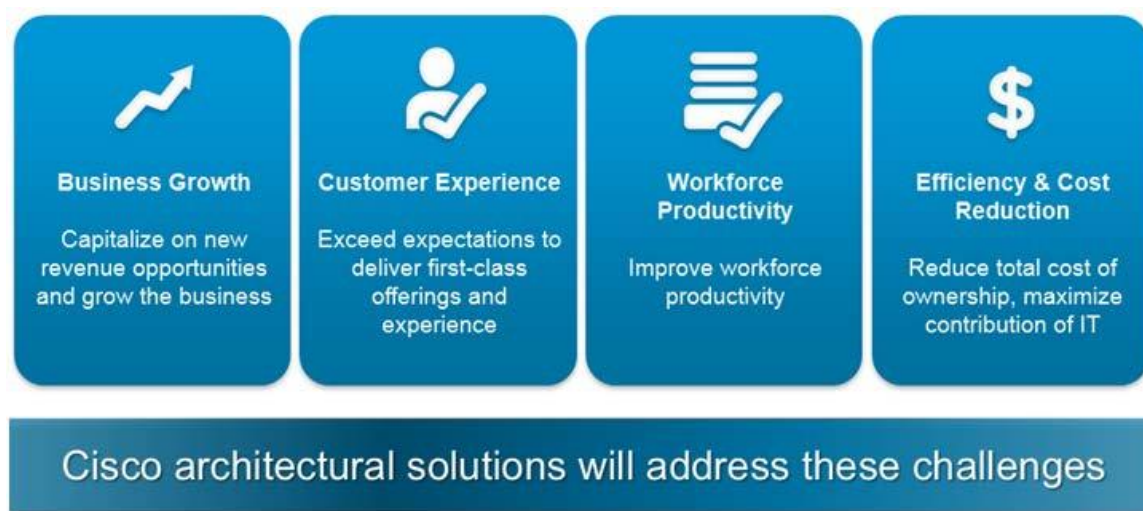 Business Growth
Capitalize on new
revenue opportunities
and grow the business
Customer Experience
Exceed expectations to
deliver first-class
offerings and
experience
Workforce
Productivity
Improve workforce
productivity
$
Efficiency & Cost
Reduction
Reduce total cost of
ownership, maximize
contribution of IT
Cisco architectural solutions will address these challenges